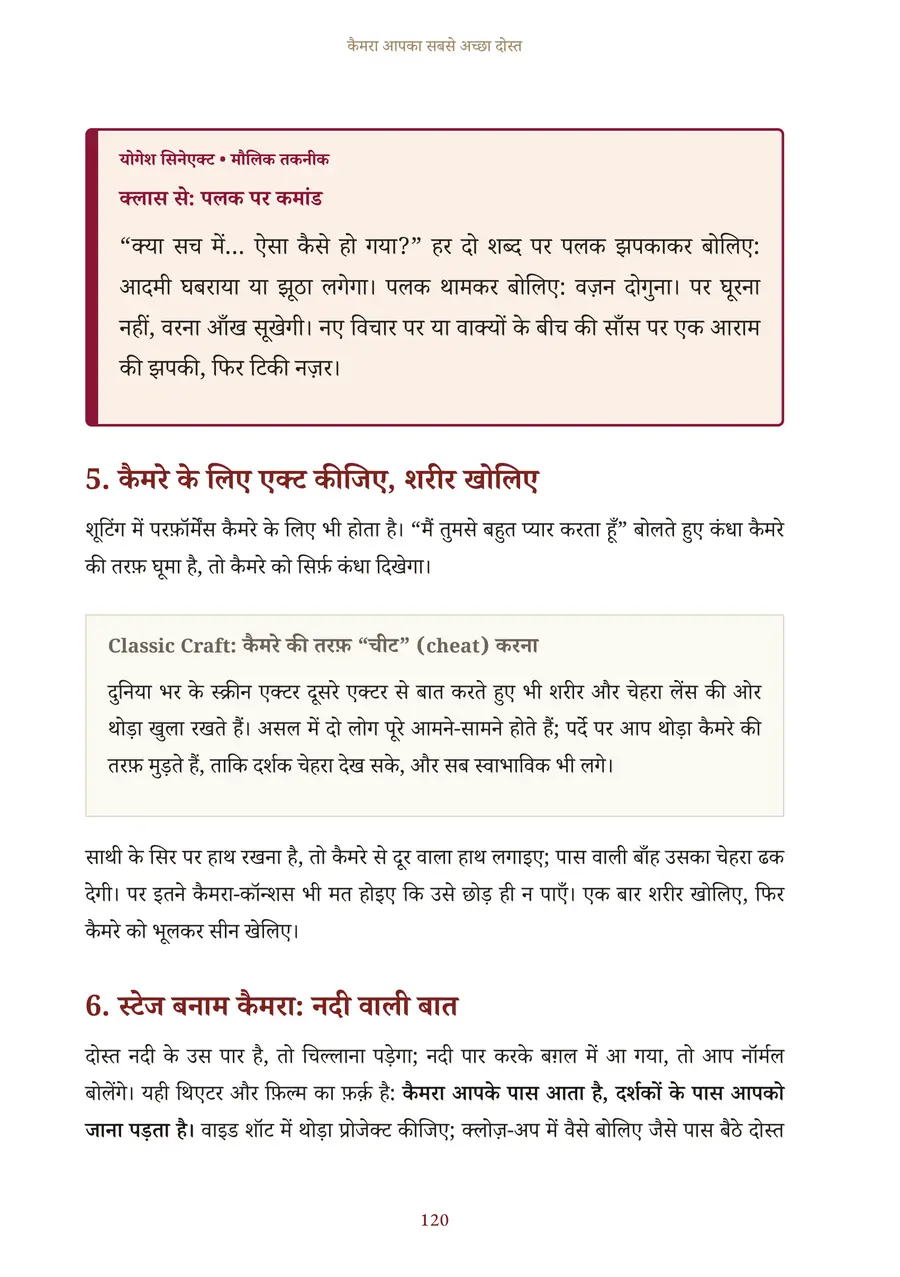 कैमरा आपका सबसे अच्छा दोस्त
योगेश सिनेएक्ट • मौलिक तकनीक
क्लास से: पलक पर कमांड
“क्या सच में… ऐसा कैसे हो गया?” हर दो शब्द पर पलक झपकाकर बोलिए:
आदमी घबराया या झूठा लगेगा। पलक थामकर बोलिए: वज़न दोगुना। पर घूरना
नहीं, वरना आँख सूखेगी। नए विचार पर या वाक्यों के बीच की साँस पर एक आराम
की झपकी, फिर टिकी नज़र।
5. कैमरे के लिए एक्ट कीजिए, शरीर खोलिए
शूटिंग में परफ़ॉर्मेंस कैमरे के लिए भी होता है। “मैं तुमसे बहुत प्यार करता हूँ” बोलते हुए कंधा कैमरे
की तरफ़ घूमा है, तो कैमरे को सिर्फ़ कंधा दिखेगा।
Classic Craft: कैमरे की तरफ़ “चीट” (cheat) करना
दुनिया भर के स्क्रीन एक्टर दूसरे एक्टर से बात करते हुए भी शरीर और चेहरा लेंस की ओर
थोड़ा खुला रखते हैं। असल में दो लोग पूरे आमने-सामने होते हैं; पर्दे पर आप थोड़ा कैमरे की
तरफ़ मुड़ते हैं, ताकि दर्शक चेहरा देख सके, और सब स्वाभाविक भी लगे।
साथी के सिर पर हाथ रखना है, तो कैमरे से दूर वाला हाथ लगाइए; पास वाली बाँह उसका चेहरा ढक
देगी। पर इतने कैमरा-कॉन्शस भी मत होइए कि उसे छोड़ ही न पाएँ। एक बार शरीर खोलिए, फिर
कैमरे को भूलकर सीन खेलिए।
6. स्टेज बनाम कैमरा: नदी वाली बात
दोस्त नदी के उस पार है, तो चिल्लाना पड़ेगा; नदी पार करके बग़ल में आ गया, तो आप नॉर्मल
बोलेंगे। यही थिएटर और फ़िल्म का फ़र्क़ है: कैमरा आपके पास आता है, दर्शकों के पास आपको
जाना पड़ता है। वाइड शॉट में थोड़ा प्रोजेक्ट कीजिए; क्लोज़-अप में वैसे बोलिए जैसे पास बैठे दोस्त
120